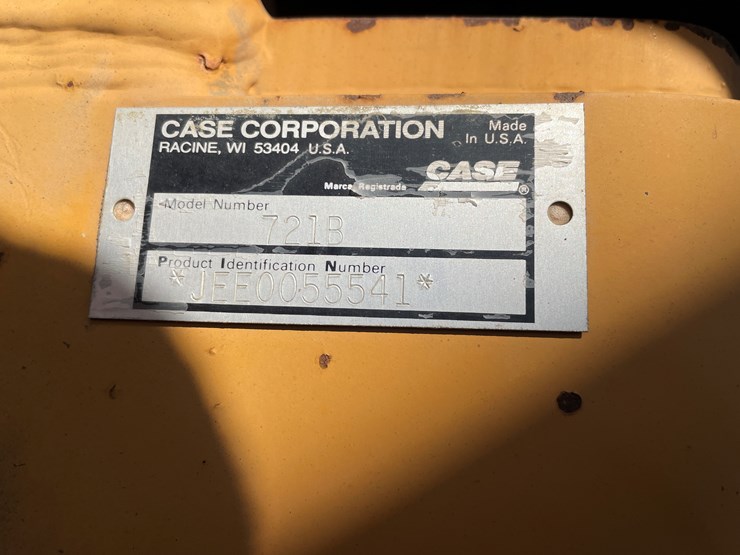 CASE CORPORATION
Made
In U.S.A.
RACINE, WI 53404 U.S.A.
CASE
Marca Registrada
®
Model Number
721B
Product Identification Number
*JEE0055541*